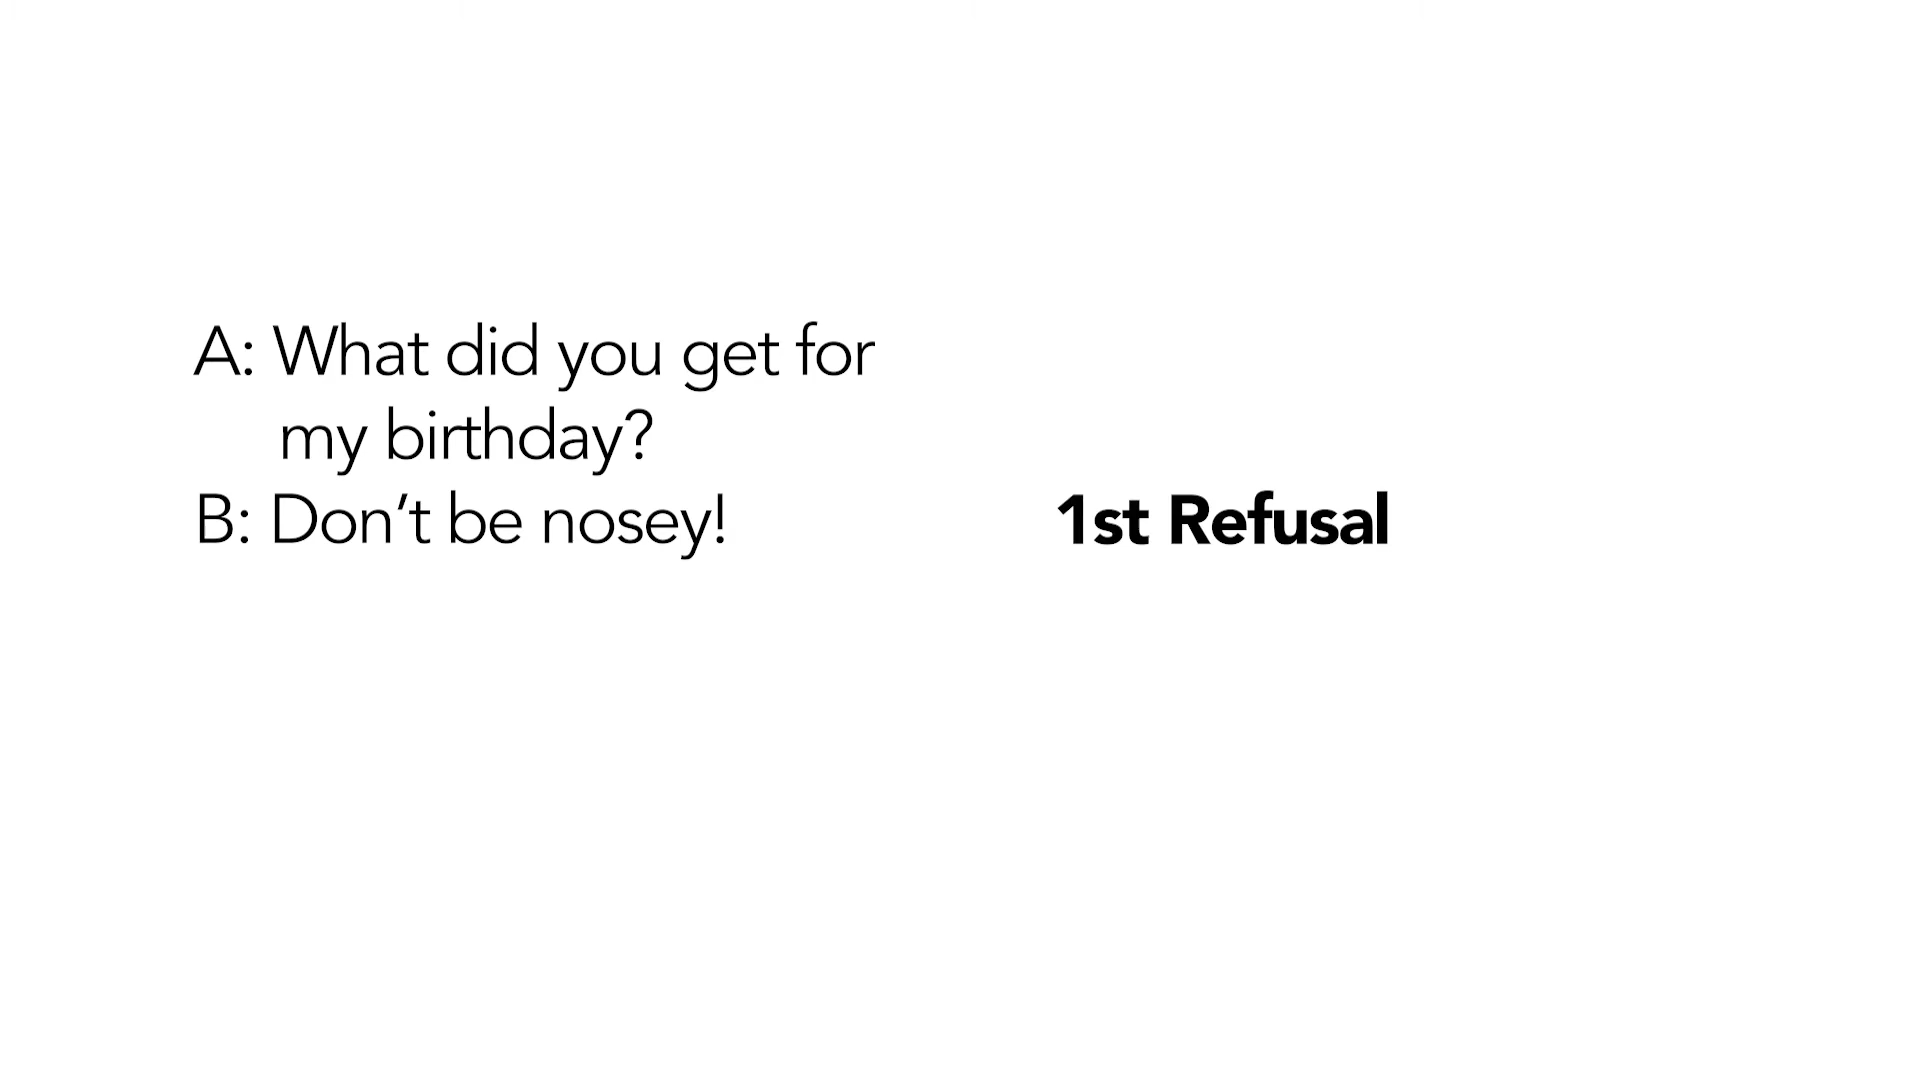 A: What did you get for
my birthday?
B: Don’t be nosey!
1st Refusal